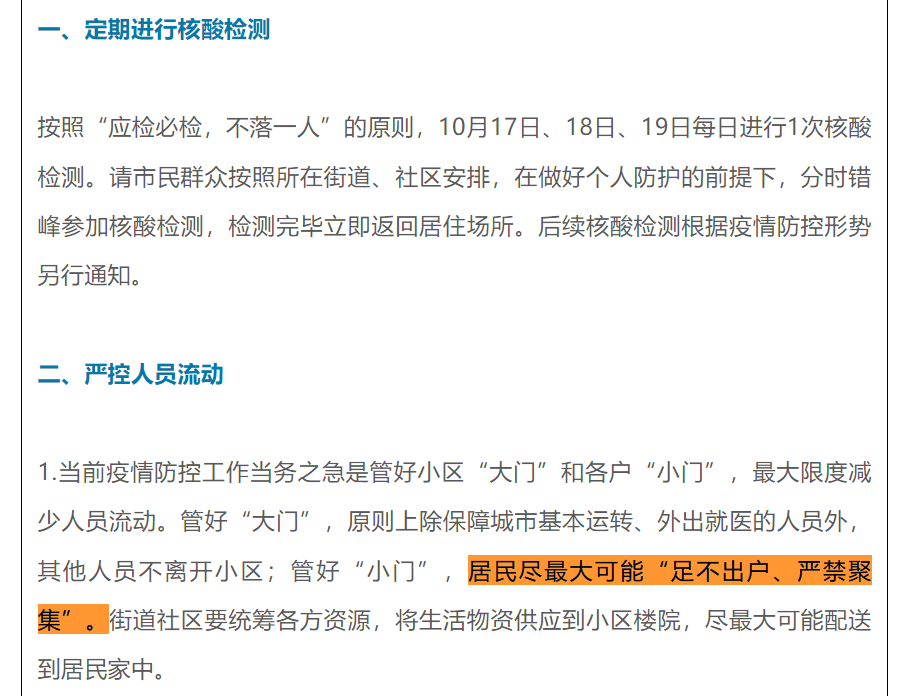 一、定期进行核酸检测
按照“应检必检，不落一人”的原则，10月17日、18日、19日每日进行1次核酸
检测。请市民群众按照所在街道、社区安排，在做好个人防护的前提下，分时错
峰参加核酸检测，检测完毕立即返回居住场所。后续核酸检测根据疫情防控形势
另行通知。
二、严控人员流动
1.当前疫情防控工作当务之急是管好小区“大门”和各户“小门”，最大限度减
少人员流动。管好“大门”，原则上除保障城市基本运转、外出就医的人员外，
其他人员不离开小区；管好“小门”，居民尽最大可能“足不出户、严禁聚
集”。街道社区要统筹各方资源，将生活物资供应到小区楼院，尽最大可能配送
到居民家中。